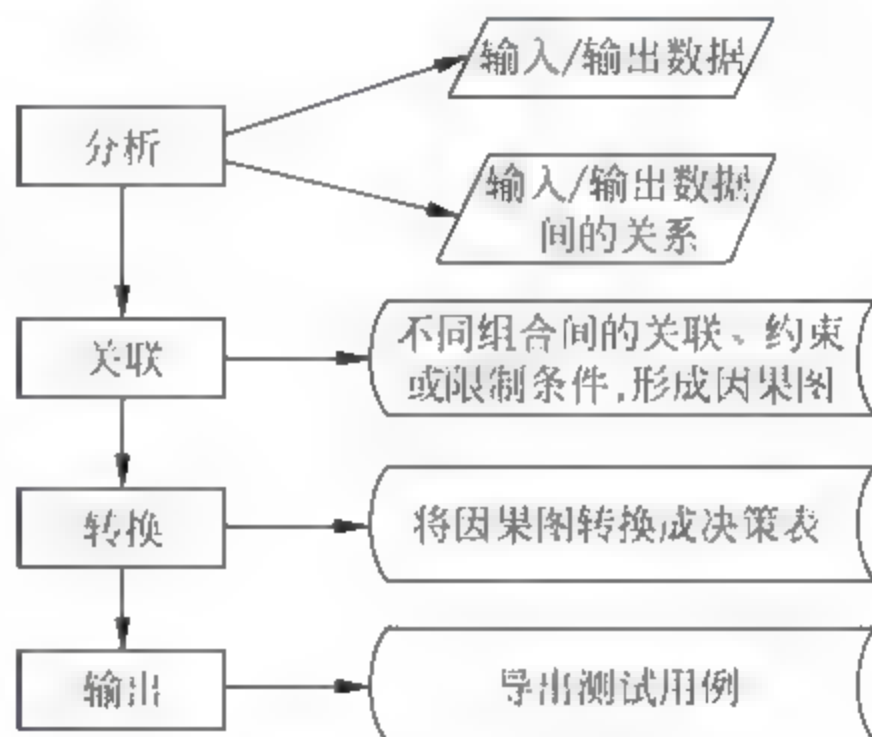 输入/输出数据
分析
输入/输出数据
间的关系
关联
不同组合间的关联、约束
或限制条件,形成因果图
转换
将因果图转换成决策表
输出
导出测试用例